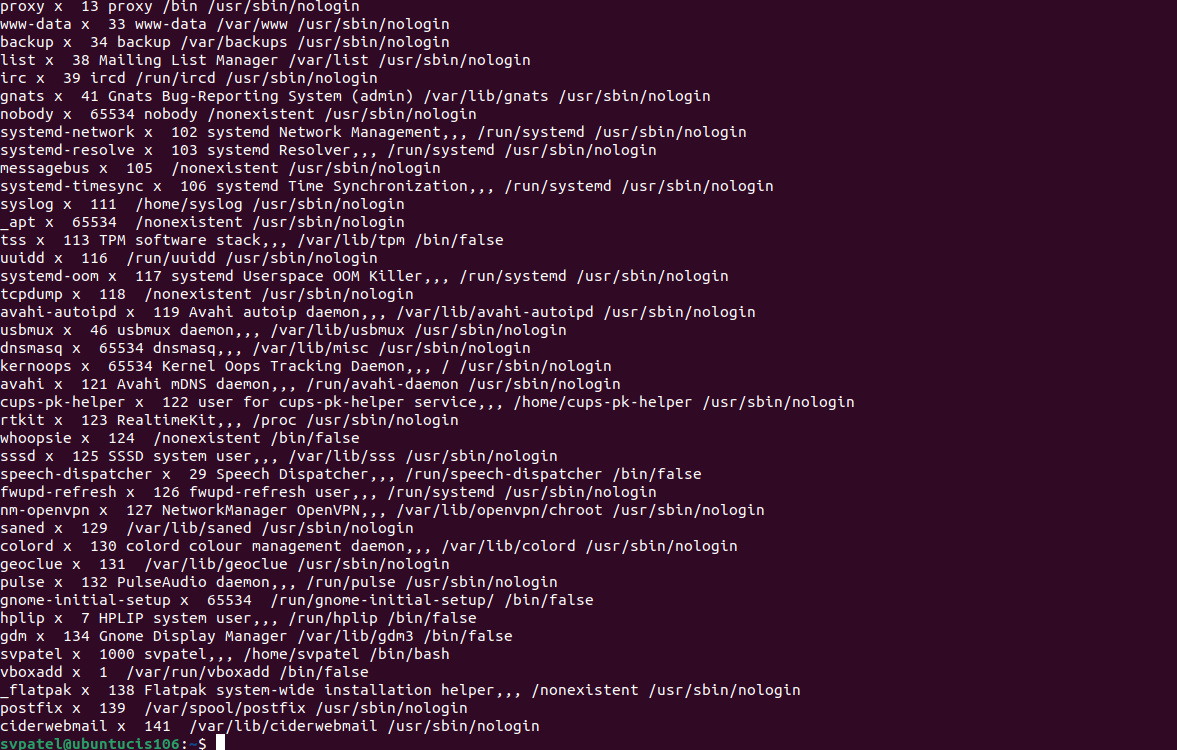 proxy x  13 proxy /bin /usr/sbin/nologin
www-data x  33 www-data /var/www /usr/sbin/nologin
backup x  34 backup /var/backups /usr/sbin/nologin
list x  38 Mailing List Manager /var/list /usr/sbin/nologin
irc x  39 ircd /run/ircd /usr/sbin/nologin
gnats x  41 Gnats Bug-Reporting System (admin) /var/lib/gnats /usr/sbin/nologin
nobody x  65534 nobody /nonexistent /usr/sbin/nologin
systemd-network x  102 systemd Network Management,,, /run/systemd /usr/sbin/nologin
systemd-resolve x  103 systemd Resolver,,, /run/systemd /usr/sbin/nologin
messagebus x  105  /nonexistent /usr/sbin/nologin
systemd-timesync x  106 systemd Time Synchronization,,, /run/systemd /usr/sbin/nologin
syslog x  111  /home/syslog /usr/sbin/nologin
_apt x  65534  /nonexistent /usr/sbin/nologin
tss x  113 TPM software stack,,, /var/lib/tpm /bin/false
uuidd x  116  /run/uuidd /usr/sbin/nologin
systemd-oom x  117 systemd Userspace OOM Killer,,, /run/systemd /usr/sbin/nologin
tcpdump x  118  /nonexistent /usr/sbin/nologin
avahi-autoipd x  119 Avahi autoip daemon,,, /var/lib/avahi-autoipd /usr/sbin/nologin
usbmux x  46 usbmux daemon,,, /var/lib/usbmux /usr/sbin/nologin
dnsmasq x  65534 dnsmasq,,, /var/lib/misc /usr/sbin/nologin
kernoops x  65534 Kernel Oops Tracking Daemon,,, / /usr/sbin/nologin
avahi x  121 Avahi mDNS daemon,,, /run/avahi-daemon /usr/sbin/nologin
cups-pk-helper x  122 user for cups-pk-helper service,,, /home/cups-pk-helper /usr/sbin/nologin
rtkit x  123 RealtimeKit,,, /proc /usr/sbin/nologin
whoopsie x  124  /nonexistent /bin/false
sssd x  125 SSSD system user,,, /var/lib/sss /usr/sbin/nologin
speech-dispatcher x  29 Speech Dispatcher,,, /run/speech-dispatcher /bin/false
fwupd-refresh x  126 fwupd-refresh user,,, /run/systemd /usr/sbin/nologin
nm-openvpn x  127 NetworkManager OpenVPN,,, /var/lib/openvpn/chroot /usr/sbin/nologin
saned x  129  /var/lib/saned /usr/sbin/nologin
colord x  130 colord colour management daemon,,, /var/lib/colord /usr/sbin/nologin
geoclue x  131  /var/lib/geoclue /usr/sbin/nologin
pulse x  132 PulseAudio daemon,,, /run/pulse /usr/sbin/nologin
gnome-initial-setup x  65534  /run/gnome-initial-setup/ /bin/false
hplip x  7 HPLIP system user,,, /run/hplip /bin/false
gdm x  134 Gnome Display Manager /var/lib/gdm3 /bin/false
svpatel x  1000 svpatel,,, /home/svpatel /bin/bash
vboxadd x  1  /var/run/vboxadd /bin/false
_flatpak x  138 Flatpak system-wide installation helper,,, /nonexistent /usr/sbin/nologin
postfix x  139  /var/spool/postfix /usr/sbin/nologin
ciderwebmail x  141  /var/lib/ciderwebmail /usr/sbin/nologin
svpatel@ubuntucis106:~$